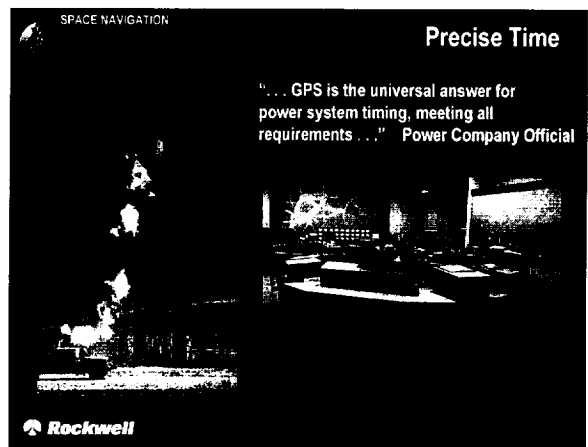 SPACE NAVIGATION
Precise Time
“. . . GPS is the universal answer for
power system timing, meeting all
requirements . . .” Power Company Official
Rockwell